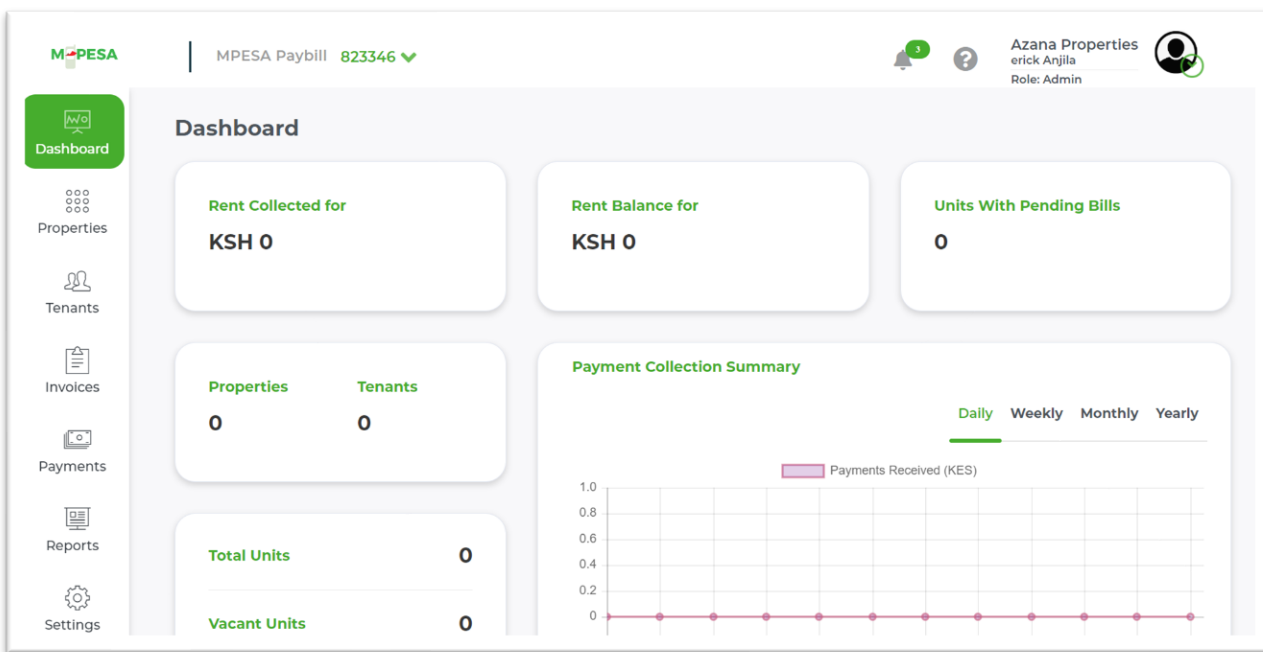 M-PESA
MPESA Paybill 823346
3
?
Azana Properties
erick Anjila
Role: Admin
Dashboard
Properties
Tenants
Invoices
Payments
Reports
Settings
Dashboard
Rent Collected for
KSH 0
Rent Balance for
KSH 0
Units With Pending Bills
0
Properties
0
Tenants
0
Total Units 0
Vacant Units 0
Payment Collection Summary
Daily Weekly Monthly Yearly
Payments Received (KES)
1.0
0.8
0.6
0.4
0.2
0